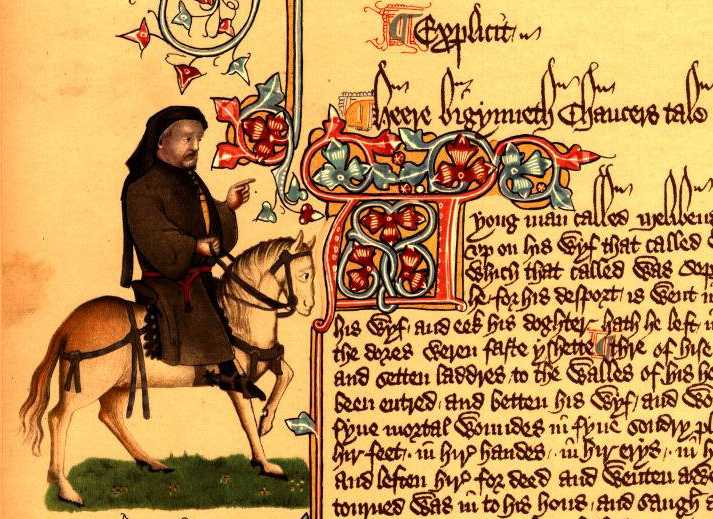 Explicit
Heere bigynneth Chaucers tale
A yong man called Melibeus
vp on his wyf that called
which that called was
he for his desport is went in
his wyf and eek his doghter hath he left in
the dores weren faste yshette thre of hise
and setten laddres to the walles of his ho
been entred and betten his wyf and wo
fyue mortal woundes in fyue sondry pl
hir feet in hir handes in hir erys in h
and leften hir for deed and wenten awe
tourned was in to his hous and saugh a